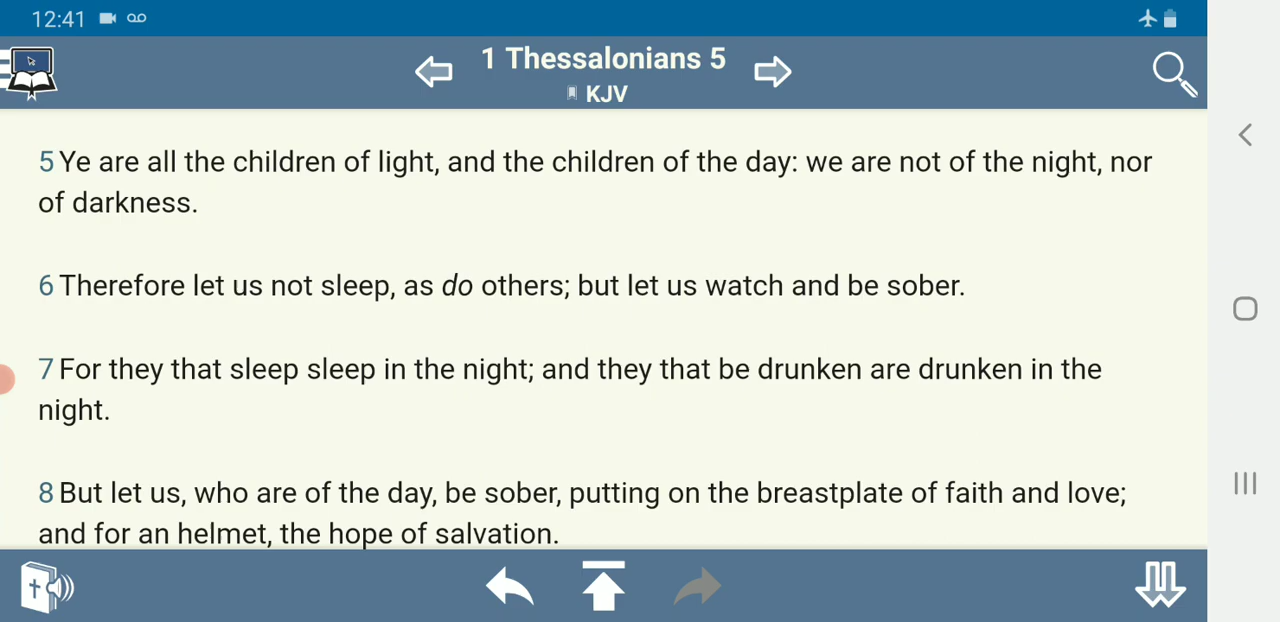 12:41
1 Thessalonians 5
KJV
5 Ye are all the children of light, and the children of the day: we are not of the night, nor
of darkness.
6 Therefore let us not sleep, as do others; but let us watch and be sober.
7 For they that sleep sleep in the night; and they that be drunken are drunken in the
night.
8 But let us, who are of the day, be sober, putting on the breastplate of faith and love;
and for an helmet, the hope of salvation.